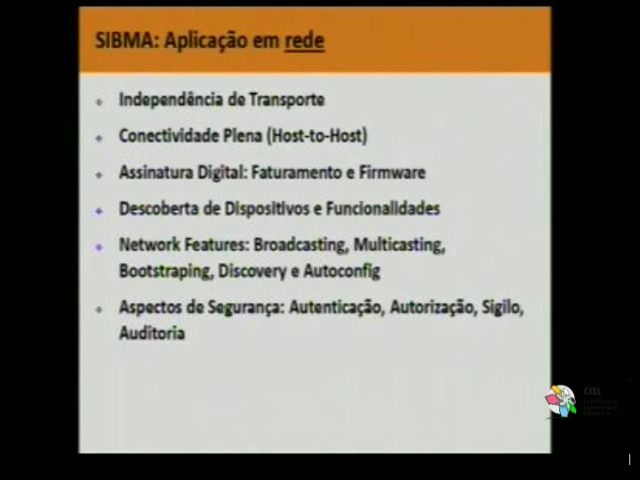 SIBMA: Aplicação em rede
Independência de Transporte
Conectividade Plena (Host-to-Host)
Assinatura Digital: Faturamento e Firmware
Descoberta de Dispositivos e Funcionalidades
Network Features: Broadcasting, Multicasting,
Bootstraping, Discovery e Autoconfig
Aspectos de Segurança: Autenticação, Autorização, Sigilo,
Auditoria
CISL